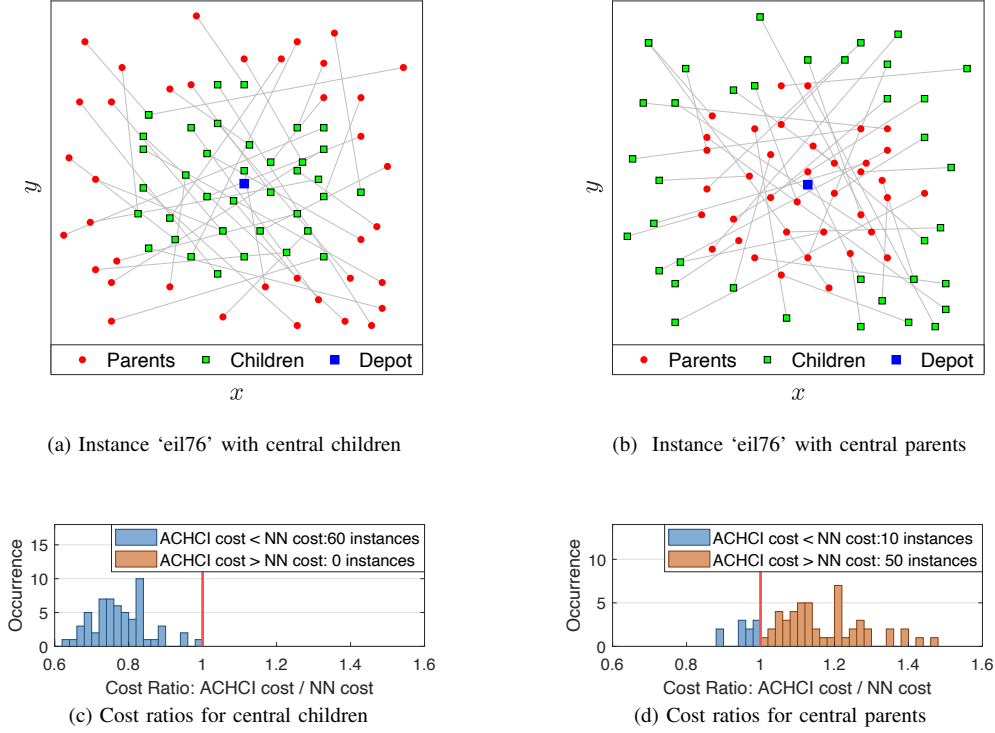 y
Parents Children Depot
x
(a) Instance ‘eil76’ with central children
y
Parents Children Depot
x
(b) Instance ‘eil76’ with central parents
ACHCI cost < NN cost:60 instances
ACHCI cost > NN cost: 0 instances
Occurrence
15
10
5
0
0.6 0.8 1 1.2 1.4 1.6
Cost Ratio: ACHCI cost / NN cost
(c) Cost ratios for central children
ACHCI cost < NN cost:10 instances
ACHCI cost > NN cost: 50 instances
Occurrence
10
5
0
0.6 0.8 1 1.2 1.4 1.6
Cost Ratio: ACHCI cost / NN cost
(d) Cost ratios for central parents